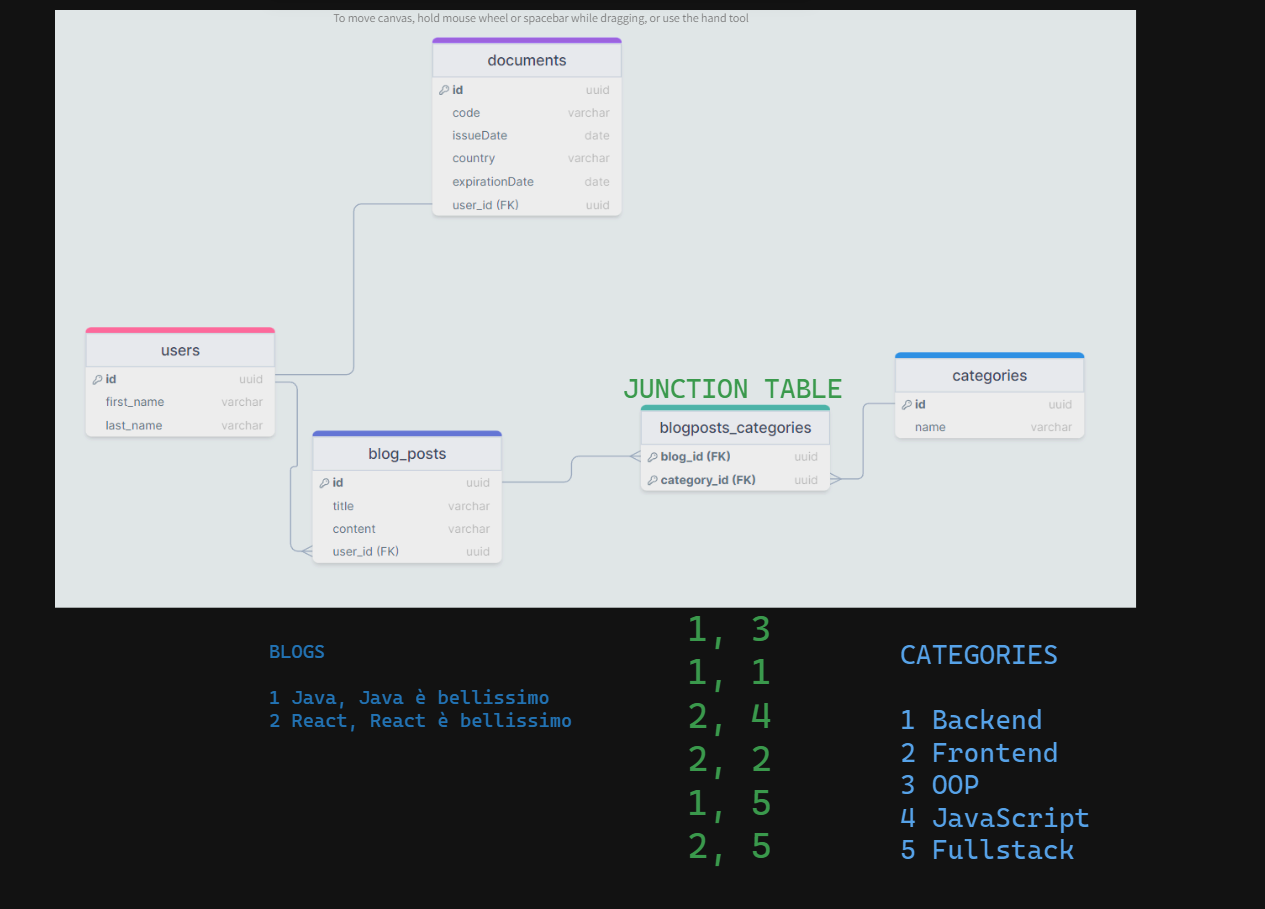 To move canvas, hold mouse wheel or spacebar while dragging, or use the hand tool
documents
id uuid
code varchar
issueDate date
country varchar
expirationDate date
user_id (FK) uuid
users
id uuid
first_name varchar
last_name varchar
blog_posts
id uuid
title varchar
content varchar
user_id (FK) uuid
JUNCTION TABLE
blogposts_categories
blog_id (FK) uuid
category_id (FK) uuid
categories
id uuid
name varchar
BLOGS
1 Java, Java è bellissimo
2 React, React è bellissimo
1, 3
1, 1
2, 4
2, 2
1, 5
2, 5
CATEGORIES
1 Backend
2 Frontend
3 OOP
4 JavaScript
5 Fullstack